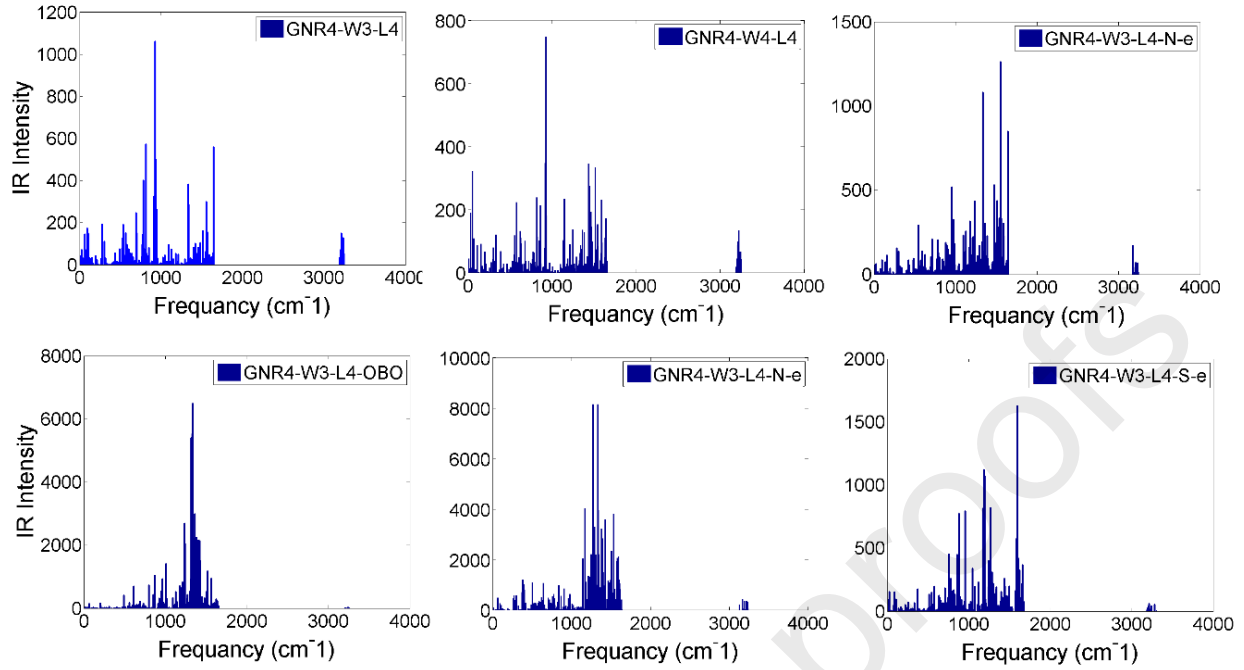 GNR4-W3-L4
1200
1000
800
600
400
200
0
0 1000 2000 3000 4000
IR Intensity
Frequancy (cm⁻1)
GNR4-W4-L4
800
600
400
200
0
0 1000 2000 3000 4000
Frequancy (cm⁻1)
GNR4-W3-L4-N-e
1500
1000
500
0
0 1000 2000 3000 4000
Frequancy (cm⁻1)
GNR4-W3-L4-OBO
8000
6000
4000
2000
0
0 1000 2000 3000 4000
IR Intensity
Frequancy (cm⁻1)
GNR4-W3-L4-N-e
10000
8000
6000
4000
2000
0
0 1000 2000 3000 4000
Frequancy (cm⁻1)
GNR4-W3-L4-S-e
2000
1500
1000
500
0
0 1000 2000 3000 4000
Frequancy (cm⁻1)
proofs